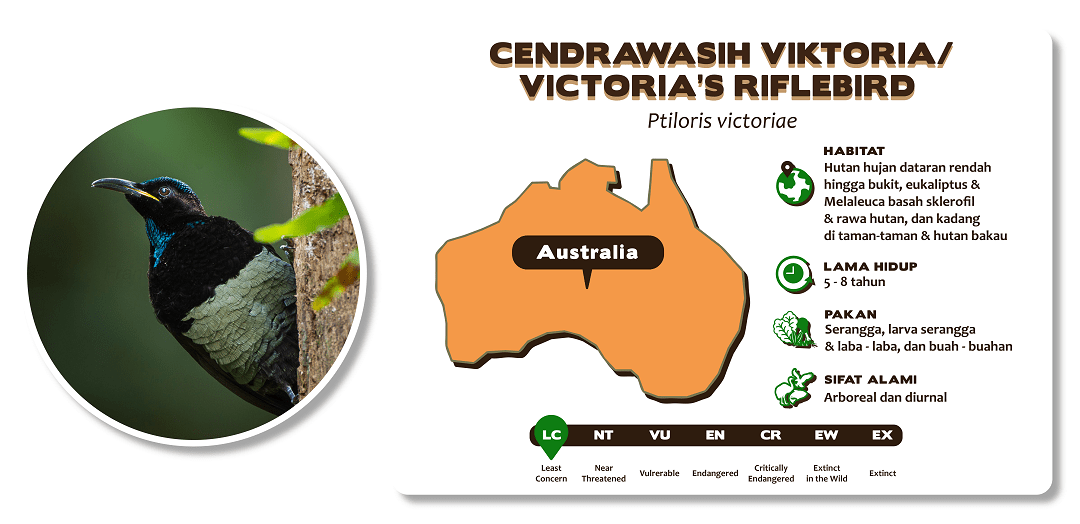 CENDRAWASIH VIKTORIA/
VICTORIA'S RIFLEBIRD
Ptiloris victoriae
Australia
HABITAT
Hutan hujan dataran rendah
hingga bukit, eukaliptus &
Melaleuca basah sklerofil
& rawa hutan, dan kadang
di taman-taman & hutan bakau
LAMA HIDUP
5 - 8 tahun
PAKAN
Serangga, larva serangga
& laba - laba, dan buah - buahan
SIFAT ALAMI
Arboreal dan diurnal
LC NT VU EN CR EW EX
Least
Concern
Near
Threatened
Vulrerable
Endangered
Critically
Endangered
Extinct
in the Wild
Extinct